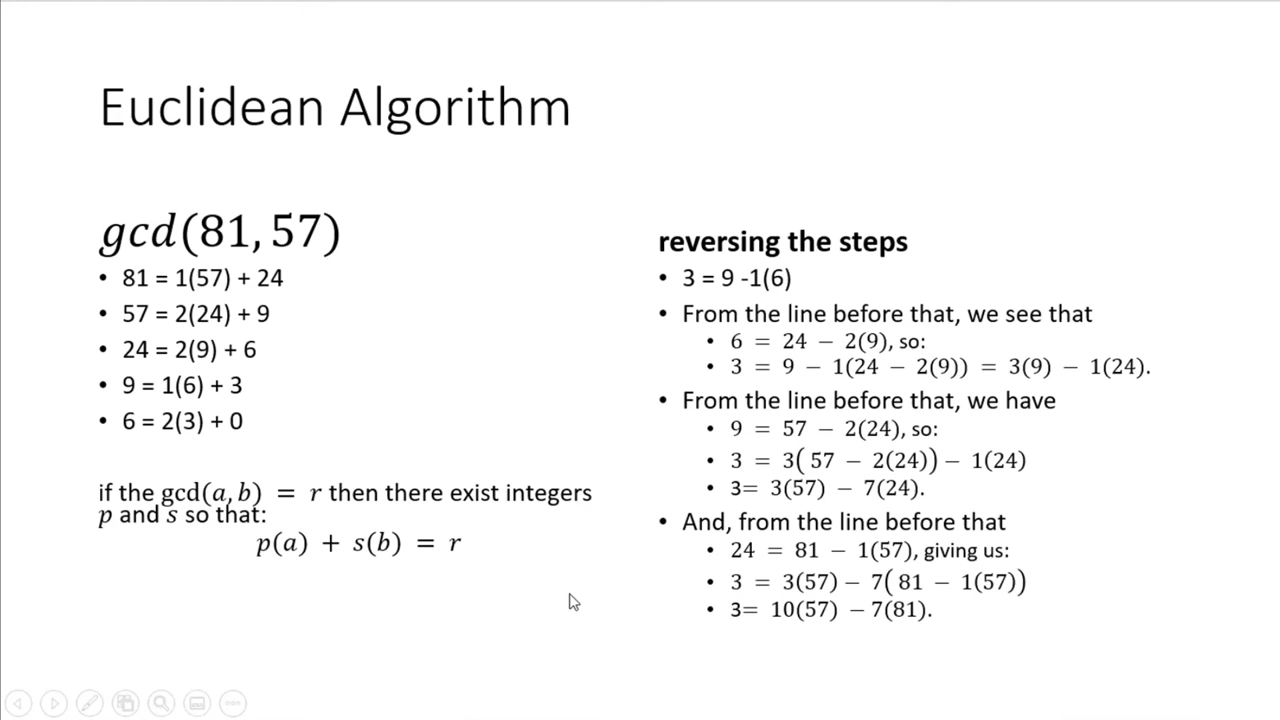 Euclidean Algorithm
gcd(81, 57)
• 81 = 1(57) + 24
• 57 = 2(24) + 9
• 24 = 2(9) + 6
• 9 = 1(6) + 3
• 6 = 2(3) + 0
if the gcd(a, b) = r then there exist integers
p and s so that:
p(a) + s(b) = r
reversing the steps
• 3 = 9 -1(6)
• From the line before that, we see that
• 6 = 24 − 2(9), so:
• 3 = 9 − 1(24 − 2(9)) = 3(9) − 1(24).
• From the line before that, we have
• 9 = 57 − 2(24), so:
• 3 = 3( 57 − 2(24)) − 1(24)
• 3= 3(57) − 7(24).
• And, from the line before that
• 24 = 81 − 1(57), giving us:
• 3 = 3(57) − 7( 81 − 1(57))
• 3= 10(57) − 7(81).